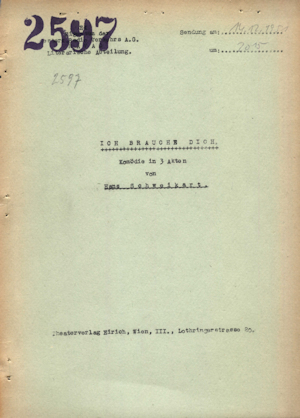 2597
Sendung am:
Literarische Abteilung.
um:
2597
ICH BRAUCHE DICH.
Komödie in 3 Akten
von
Hans Schweikart.
Theaterverlag Eirich, Wien, III., Lothringerstrasse 20.